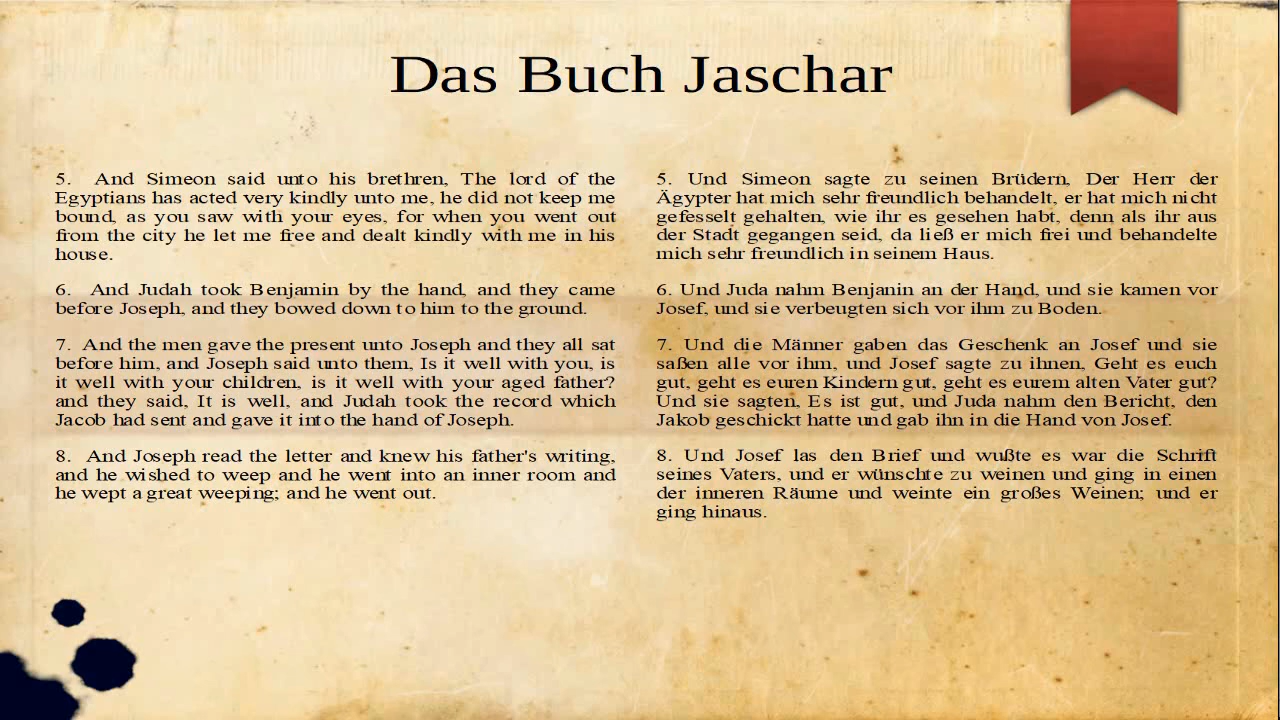 Das Buch Jaschar
5. And Simeon said unto his brethren, The lord of the
Egyptians has acted very kindly unto me, he did not keep me
bound, as you saw with your eyes, for when you went out
from the city he let me free and dealt kindly with me in his
house.
6. And Judah took Benjamin by the hand, and they came
before Joseph, and they bowed down to him to the ground.
7. And the men gave the present unto Joseph and they all sat
before him, and Joseph said unto them, Is it well with you, is
it well with your children, is it well with your aged father?
and they said, It is well, and Judah took the record which
Jacob had sent and gave it into the hand of Joseph.
8. And Joseph read the letter and knew his father's writing,
and he wished to weep and he went into an inner room and
he wept a great weeping; and he went out.
5. Und Simeon sagte zu seinen Brüdern, Der Herr der
Ägypter hat mich sehr freundlich behandelt, er hat mich nicht
gefesselt gehalten, wie ihr es gesehen habt, denn als ihr aus
der Stadt gegangen seid, da ließ er mich frei und behandelte
mich sehr freundlich in seinem Haus.
6. Und Juda nahm Benjanin an der Hand, und sie kamen vor
Josef, und sie verbeugten sich vor ihm zu Boden.
7. Und die Männer gaben das Geschenk an Josef und sie
saßen alle vor ihm, und Josef sagte zu ihnen, Geht es euch
gut, geht es euren Kindern gut, geht es eurem alten Vater gut?
Und sie sagten, Es ist gut, und Juda nahm den Bericht, den
Jakob geschickt hatte und gab ihn in die Hand von Josef.
8. Und Josef las den Brief und wußte es war die Schrift
seines Vaters, und er wünschte zu weinen und ging in einen
der inneren Räume und weinte ein großes Weinen; und er
ging hinaus.